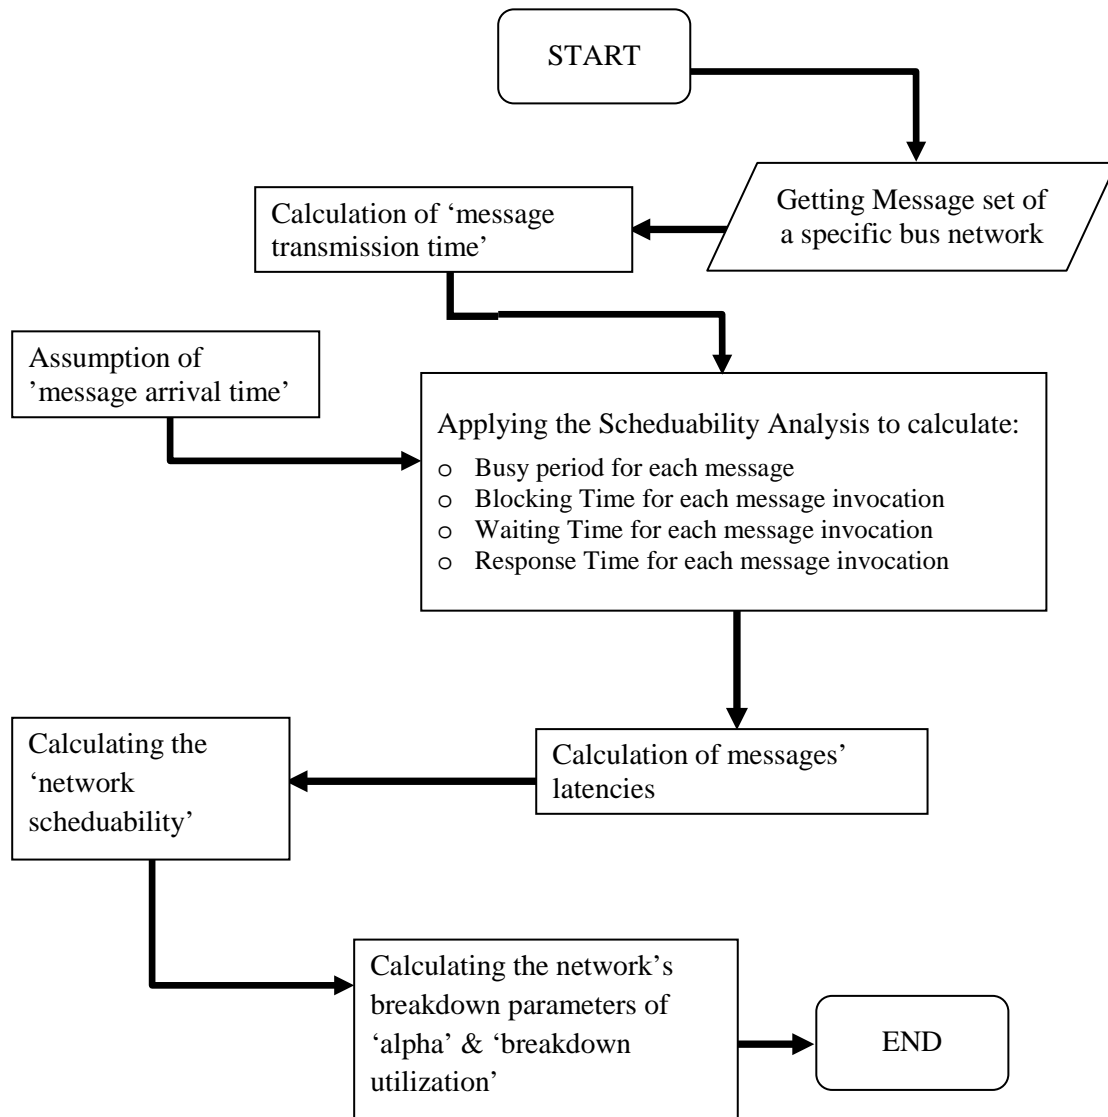 START
Getting Message set of
a specific bus network
Calculation of ‘message
transmission time’
Assumption of
’message arrival time’
Applying the Scheduability Analysis to calculate:
o Busy period for each message
o Blocking Time for each message invocation
o Waiting Time for each message invocation
o Response Time for each message invocation
Calculation of messages’
latencies
Calculating the
‘network
scheduability’
Calculating the network’s
breakdown parameters of
‘alpha’ & ‘breakdown
utilization’
END